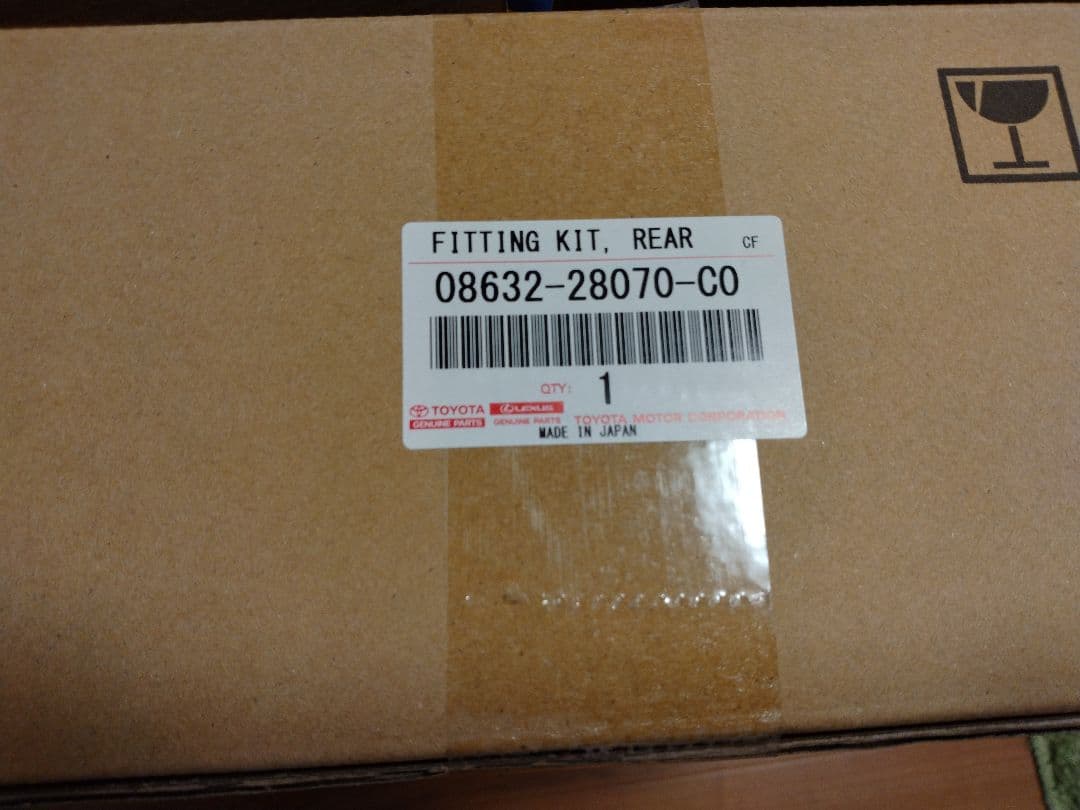 FITTING KIT, REAR CF
08632-28070-C0
QTY: 1
TOYOTA LEXUS
GENUINE PARTS GENUINE PARTS TOYOTA MOTOR CORPORATION
MADE IN JAPAN